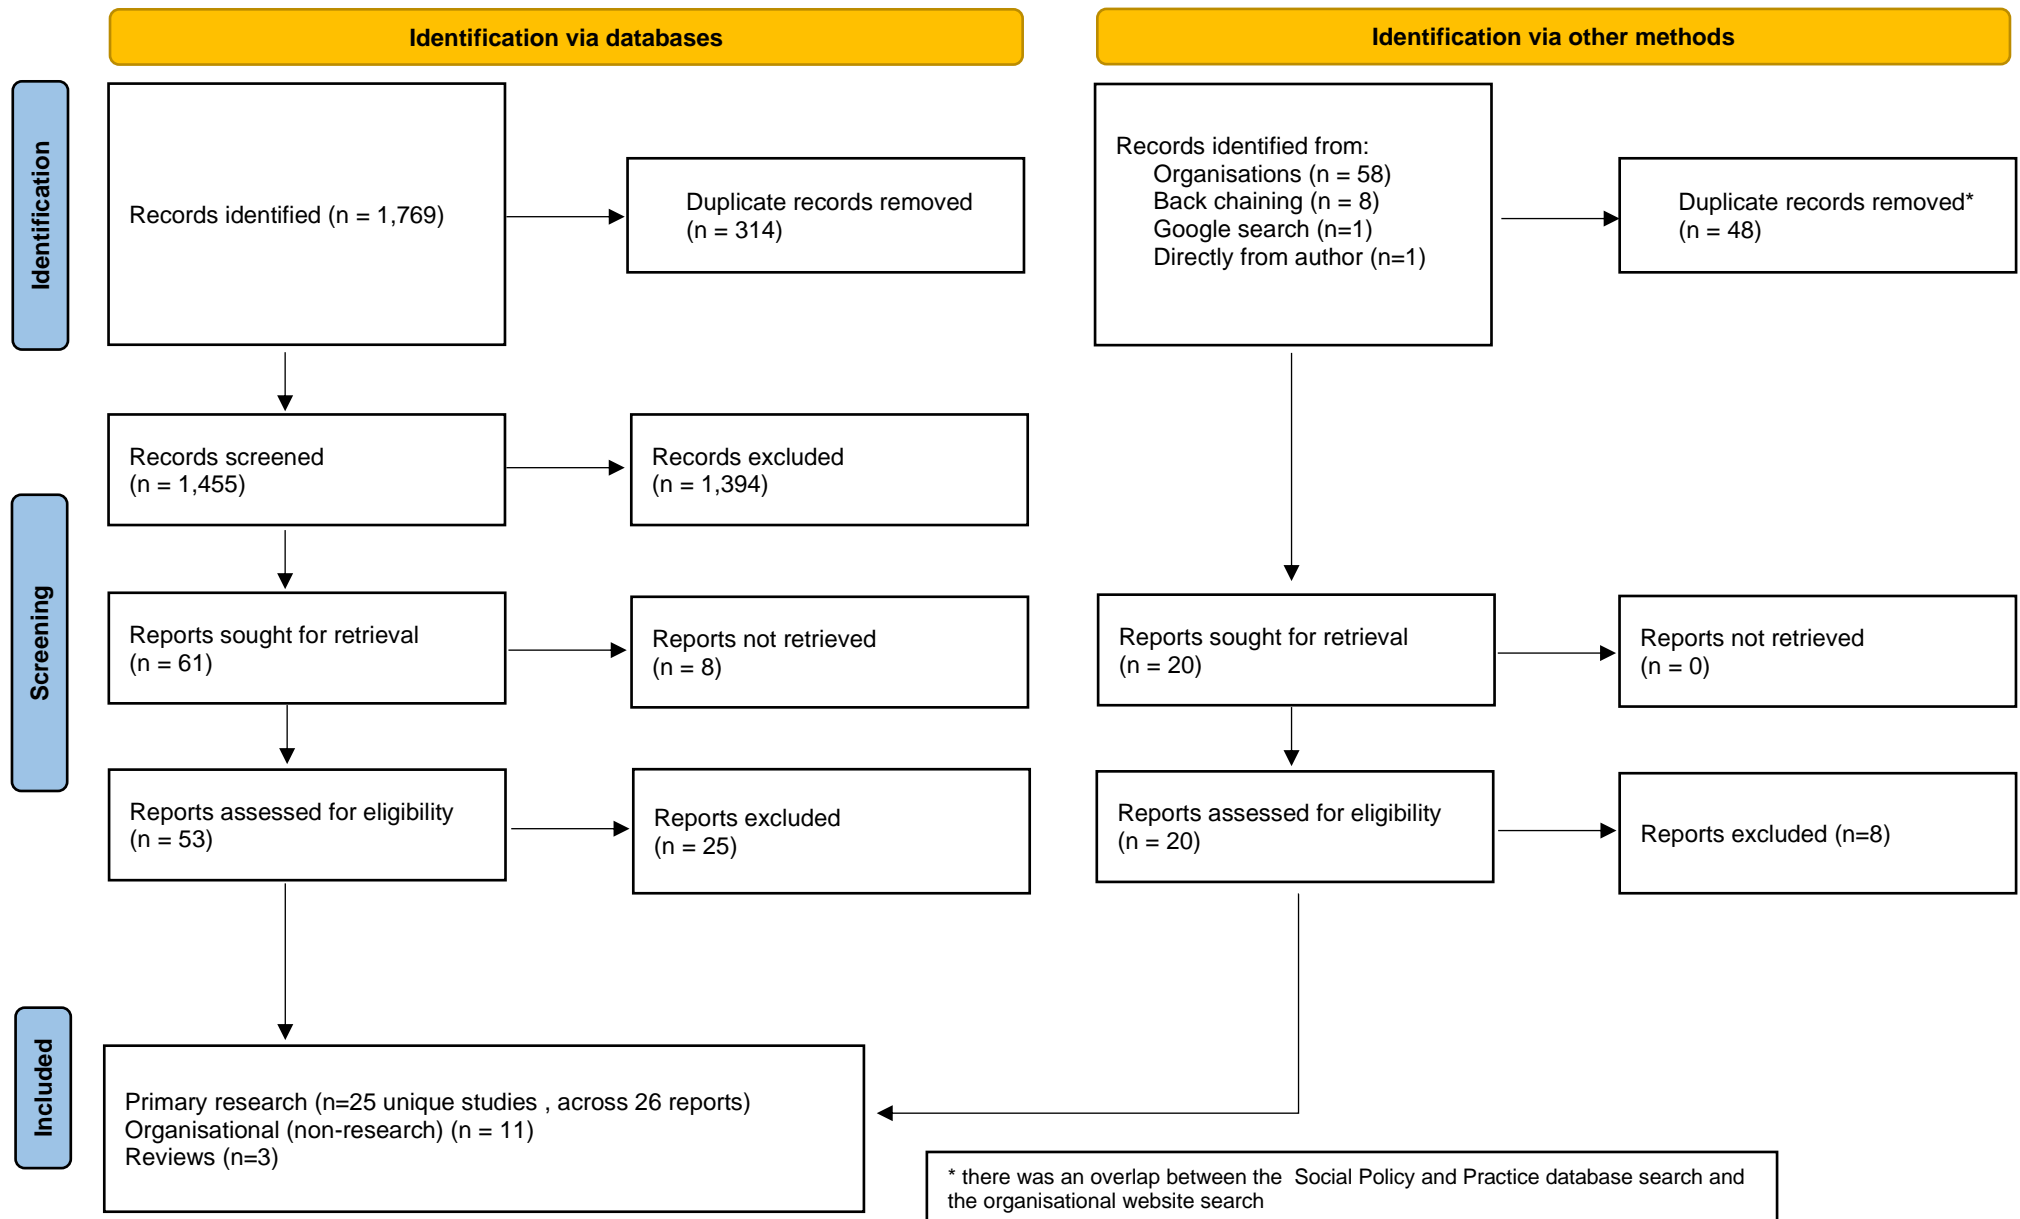 Identification via databases
Identification via other methods
Identification
Records identified (n = 1,769)
Duplicate records removed
(n = 314)
Records identified from:
Organisations (n = 58)
Back chaining (n = 8)
Google search (n=1)
Directly from author (n=1)
Duplicate records removed*
(n = 48)
Screening
Records screened
(n = 1,455)
Records excluded
(n = 1,394)
Reports sought for retrieval
(n = 61)
Reports not retrieved
(n = 8)
Reports sought for retrieval
(n = 20)
Reports not retrieved
(n = 0)
Reports assessed for eligibility
(n = 53)
Reports excluded
(n = 25)
Reports assessed for eligibility
(n = 20)
Reports excluded (n=8)
Included
Primary research (n=25 unique studies , across 26 reports)
Organisational (non-research) (n = 11)
Reviews (n=3)
* there was an overlap between the  Social Policy and Practice database search and
the organisational website search